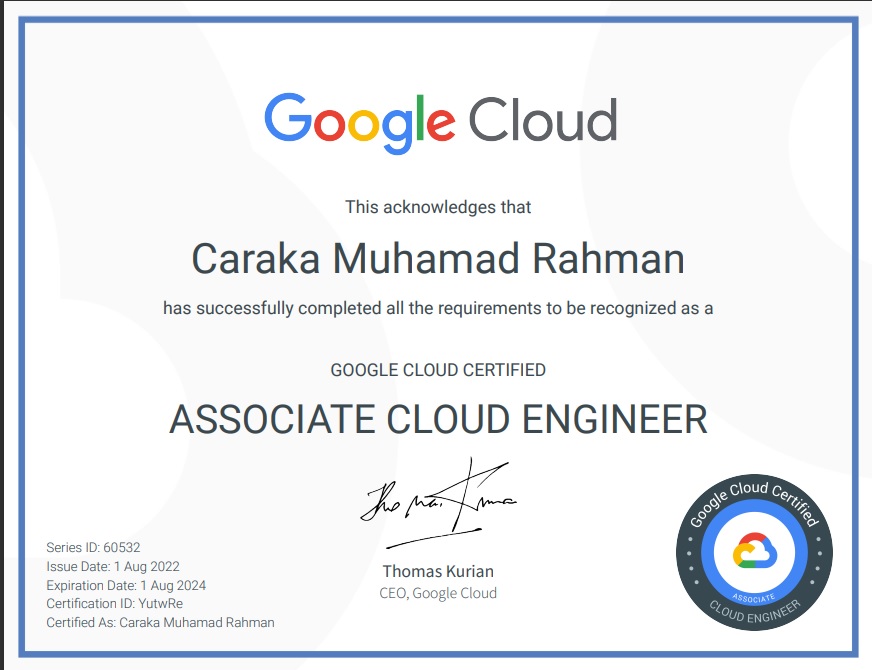 Google Cloud
This acknowledges that
Caraka Muhamad Rahman
has successfully completed all the requirements to be recognized as a
GOOGLE CLOUD CERTIFIED
ASSOCIATE CLOUD ENGINEER
Thomas Kurian
CEO, Google Cloud
Series ID: 60532
Issue Date: 1 Aug 2022
Expiration Date: 1 Aug 2024
Certification ID: YutwRe
Certified As: Caraka Muhamad Rahman
Google Cloud Certified
ASSOCIATE
CLOUD ENGINEER